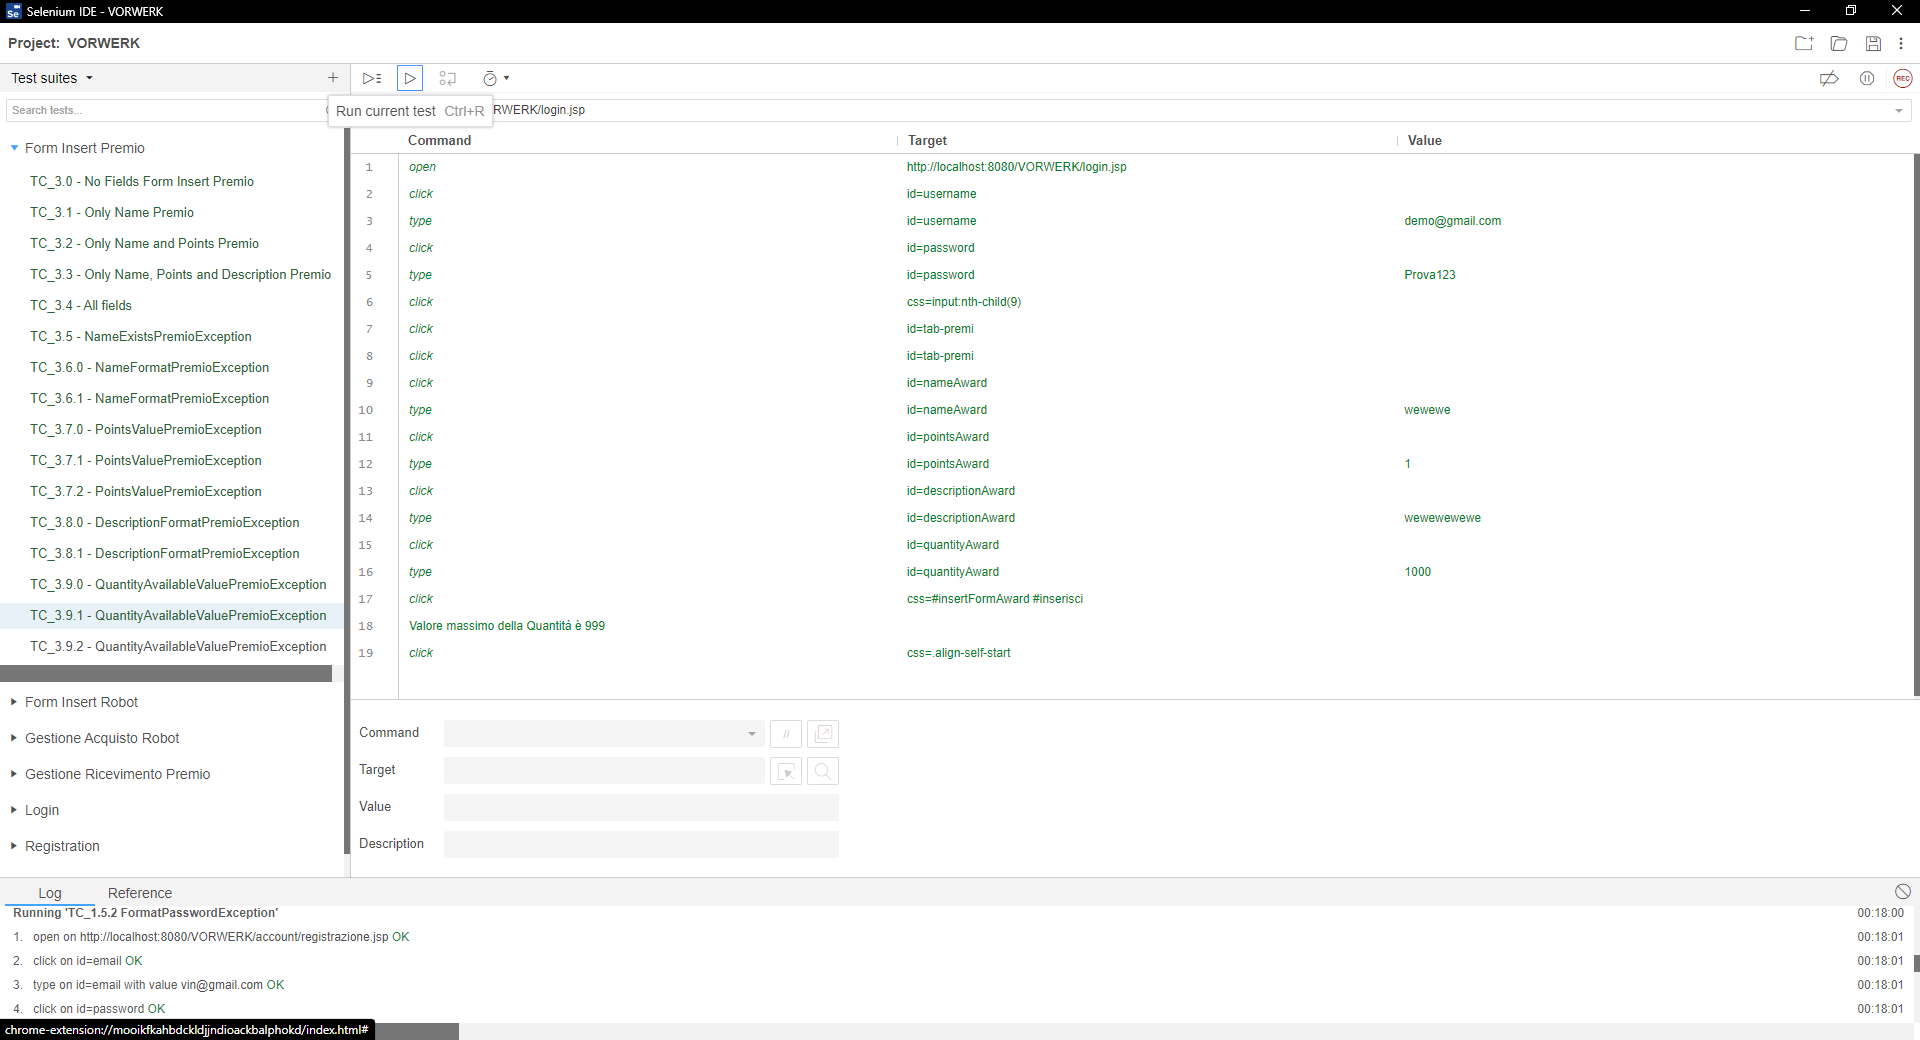 Selenium IDE - VORWERK
Project: VORWERK
Test suites
Search tests...
Run current test Ctrl+R
RWERK/login.jsp
REC
Command Target Value
Form Insert Premio
TC_3.0 - No Fields Form Insert Premio
TC_3.1 - Only Name Premio
TC_3.2 - Only Name and Points Premio
TC_3.3 - Only Name, Points and Description Premio
TC_3.4 - All fields
TC_3.5 - NameExistsPremioException
TC_3.6.0 - NameFormatPremioException
TC_3.6.1 - NameFormatPremioException
TC_3.7.0 - PointsValuePremioException
TC_3.7.1 - PointsValuePremioException
TC_3.7.2 - PointsValuePremioException
TC_3.8.0 - DescriptionFormatPremioException
TC_3.8.1 - DescriptionFormatPremioException
TC_3.9.0 - QuantityAvailableValuePremioException
TC_3.9.1 - QuantityAvailableValuePremioException
TC_3.9.2 - QuantityAvailableValuePremioException
Form Insert Robot
Gestione Acquisto Robot
Gestione Ricevimento Premio
Login
Registration
1 open http://localhost:8080/VORWERK/login.jsp
2 click id=username
3 type id=username demo@gmail.com
4 click id=password
5 type id=password Prova123
6 click css=input:nth-child(9)
7 click id=tab-premi
8 click id=tab-premi
9 click id=nameAward
10 type id=nameAward wewewe
11 click id=pointsAward
12 type id=pointsAward 1
13 click id=descriptionAward
14 type id=descriptionAward wewewewewe
15 click id=quantityAward
16 type id=quantityAward 1000
17 click css=#insertFormAward #inserisci
18 Valore massimo della Quantità è 999
19 click css=.align-self-start
Command //
Target
Value
Description
Log Reference
Running 'TC_1.5.2 FormatPasswordException' 00:18:00
1. open on http://localhost:8080/VORWERK/account/registrazione.jsp OK 00:18:01
2. click on id=email OK 00:18:01
3. type on id=email with value vin@gmail.com OK 00:18:01
4. click on id=password OK 00:18:01
chrome-extension://mooikfkahbdckldjjndioackbalphokd/index.html#